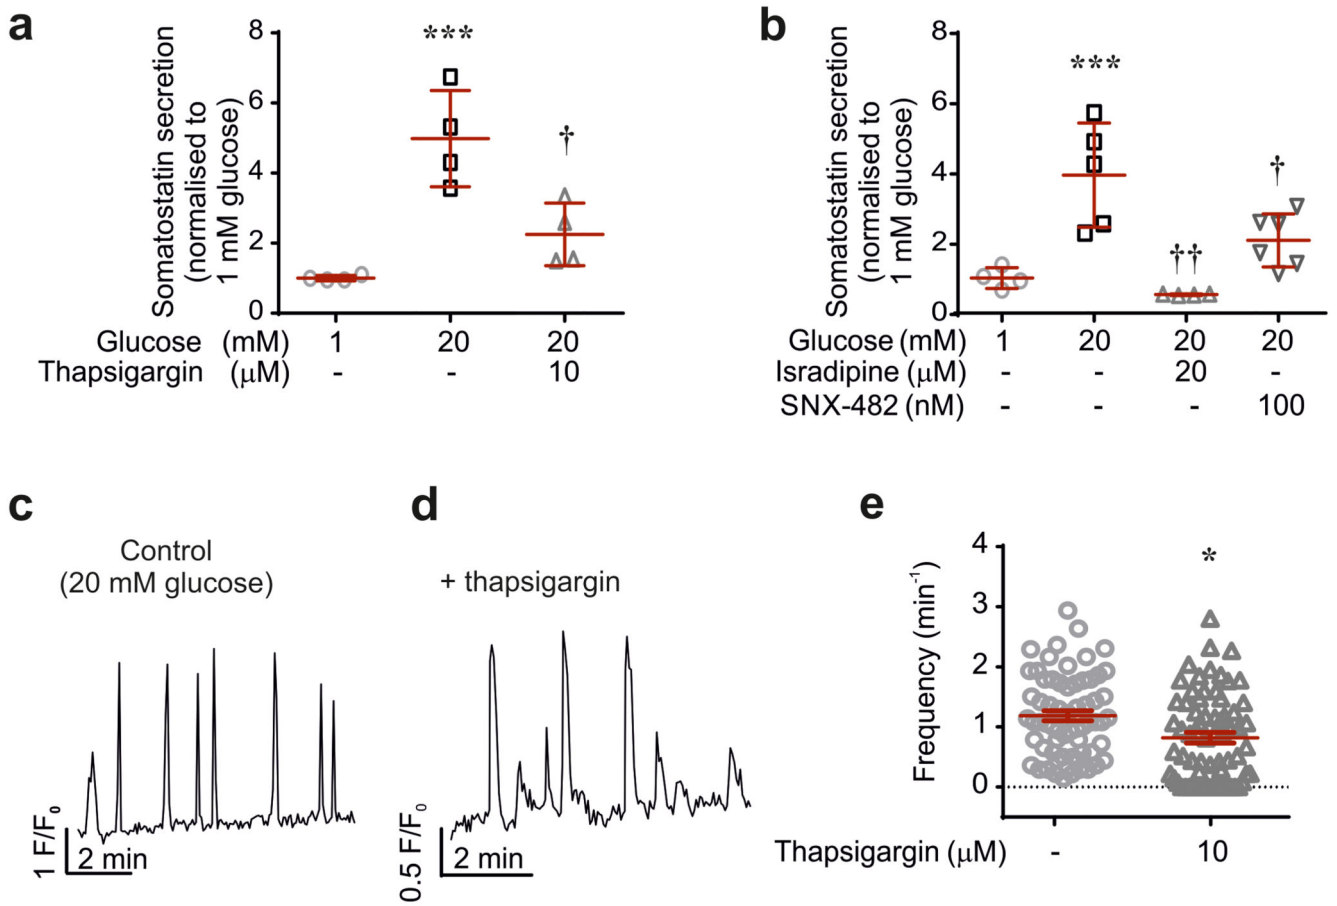 a
Somatostatin secretion
(normalised to
1 mM glucose)
8
6
4
2
0
***
†
Glucose (mM) 1 20 20
Thapsigargin (µM) - - 10
b
Somatostatin secretion
(normalised to
1 mM glucose)
8
6
4
2
0
***
††
†
Glucose (mM) 1 20 20 20
Isradipine (µM) - - 20 -
SNX-482 (nM) - - - 100
c
Control
(20 mM glucose)
1 F/F₀
2 min
d
+ thapsigargin
0.5 F/F₀
2 min
e
Frequency (min⁻¹)
4
3
2
1
0
*
Thapsigargin (µM) - 10